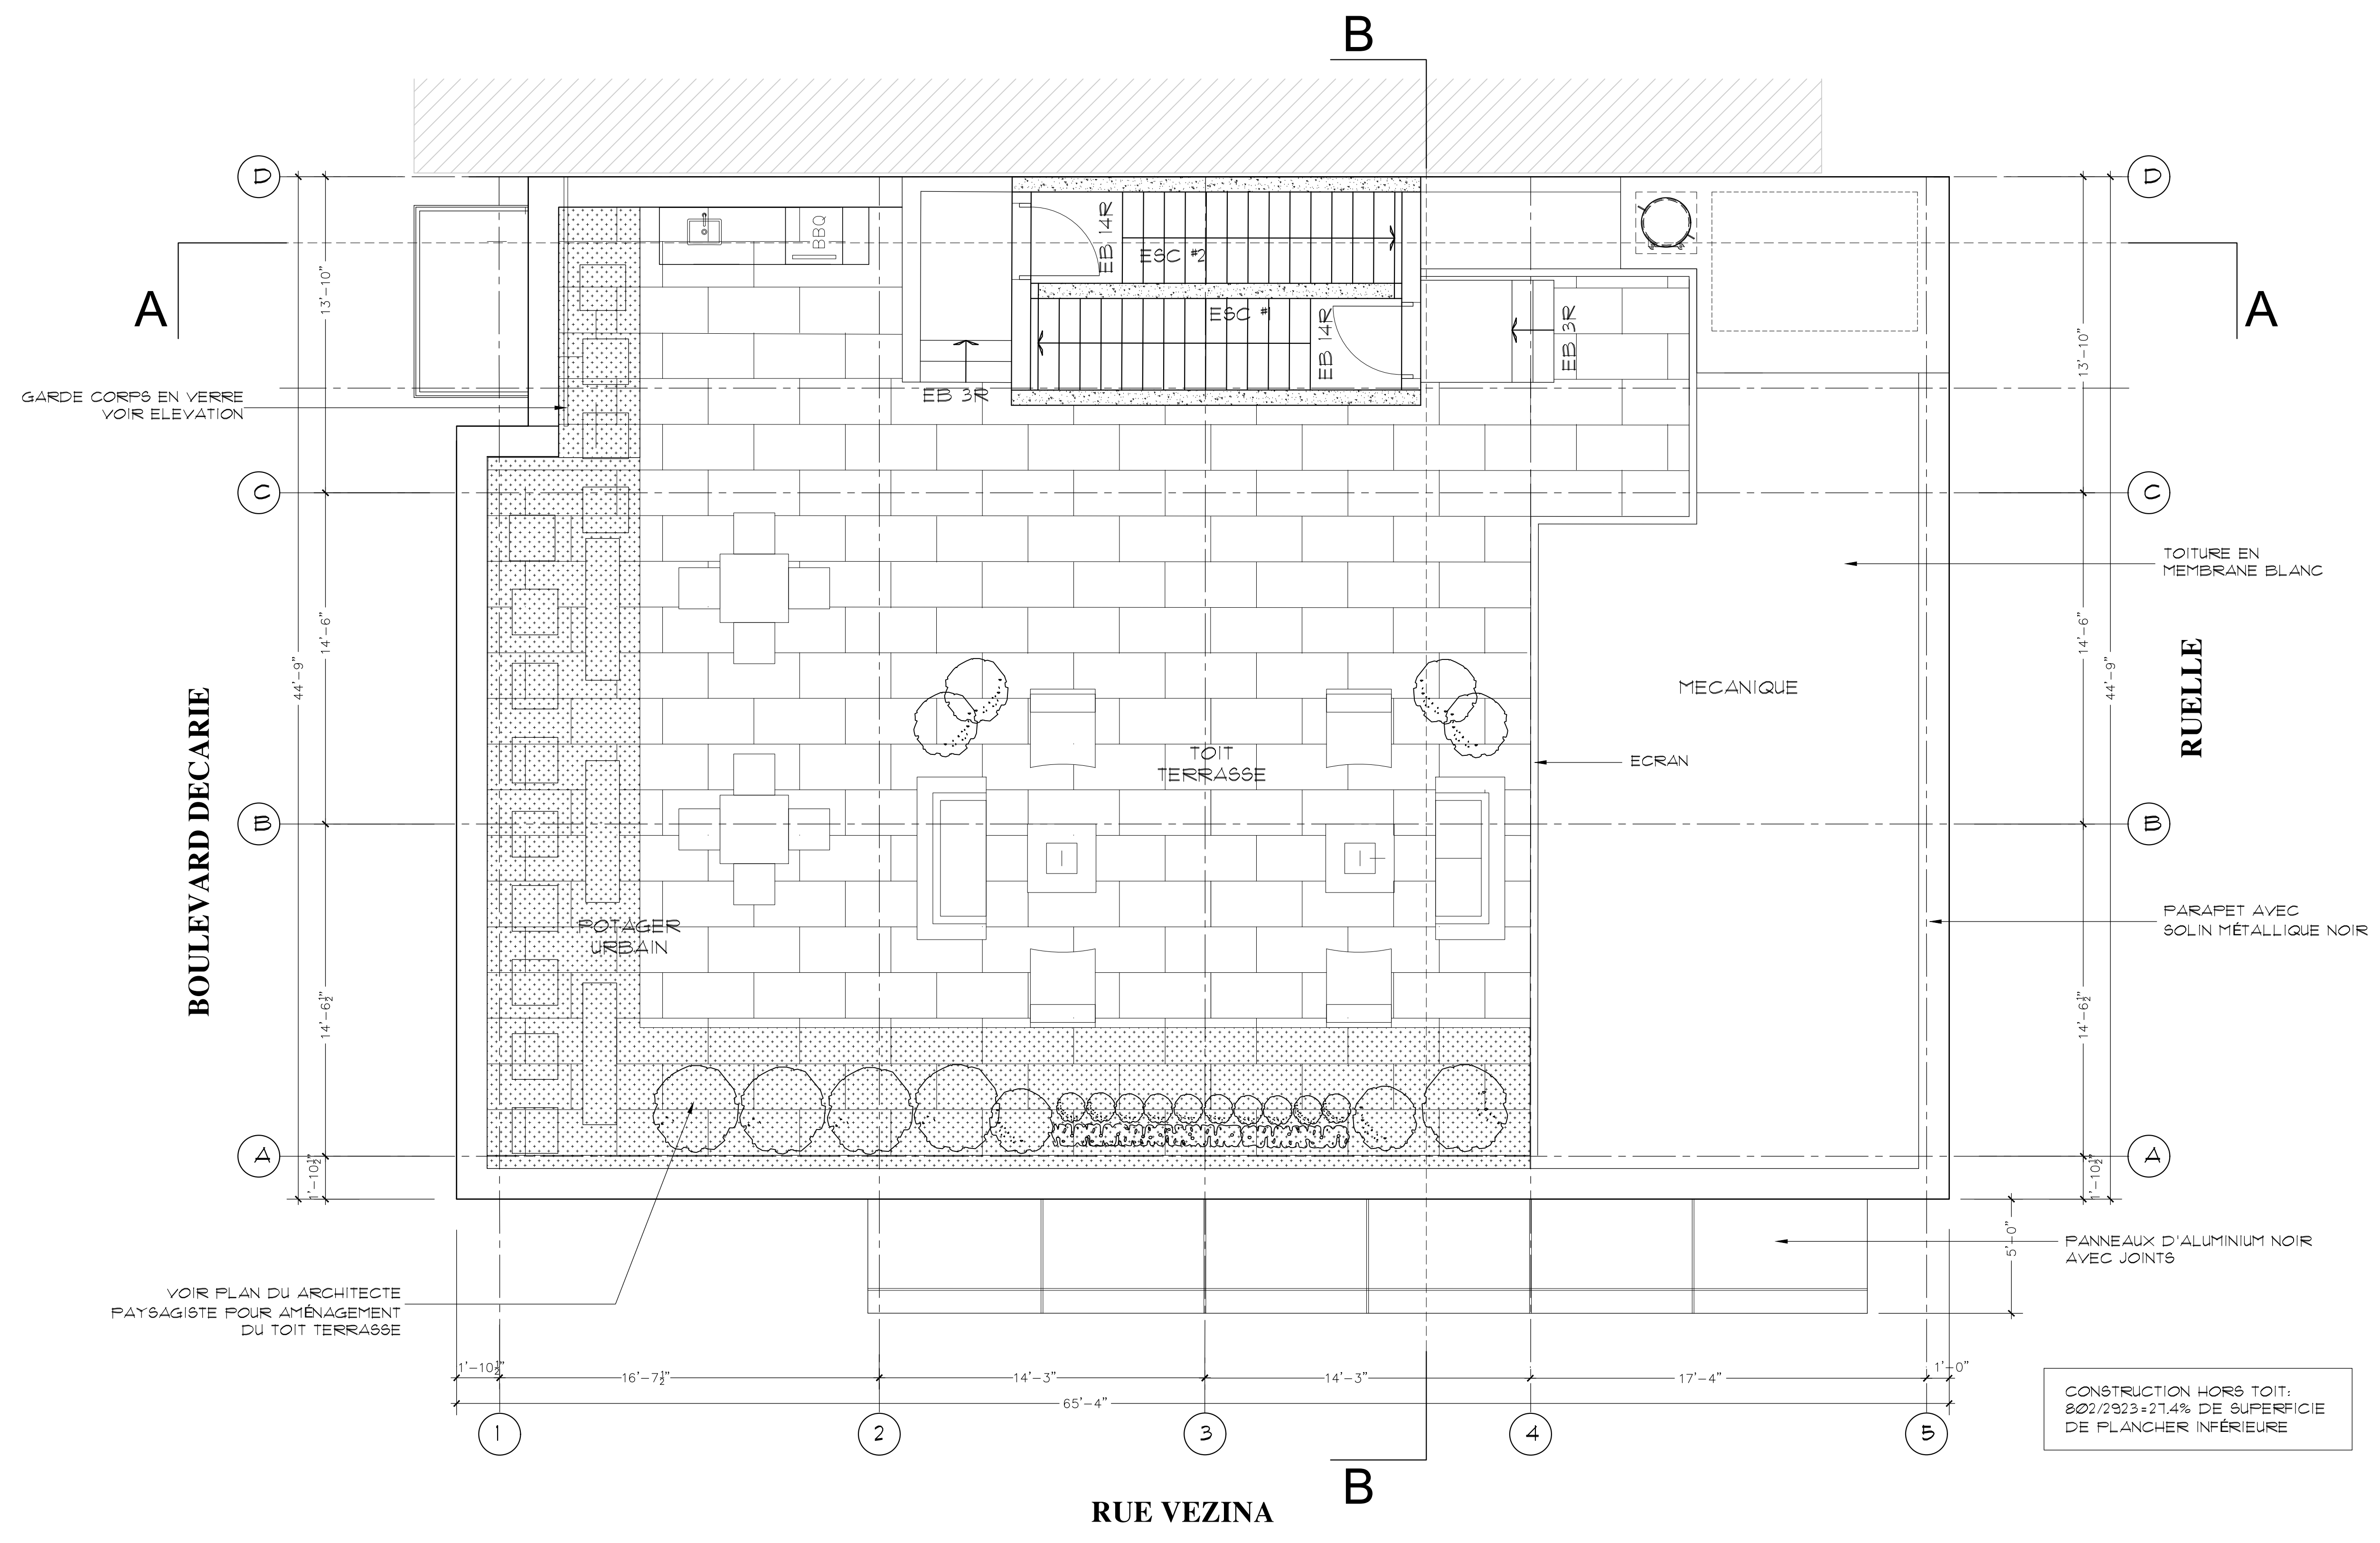 B
D
D
13'-10"
13'-10"
A
A
BBQ
EB 14R
ESC #2
ESC #1
EB 14R
EB 3R
EB 3R
GARDE CORPS EN VERRE
VOIR ELEVATION
C
C
TOITURE EN
MEMBRANE BLANC
14'-6"
14'-6"
44'-9"
44'-9"
BOULEVARD DECARIE
RUELLE
MECANIQUE
TOIT
TERRASSE
ECRAN
B
B
POTAGER
URBAIN
PARAPET AVEC
SOLIN MÉTALLIQUE NOIR
14'-6½"
14'-6½"
A
A
1'-10½"
1'-10½"
5'-0"
PANNEAUX D'ALUMINIUM NOIR
AVEC JOINTS
VOIR PLAN DU ARCHITECTE
PAYSAGISTE POUR AMÉNAGEMENT
DU TOIT TERRASSE
1'-10½"
16'-7½"
14'-3"
14'-3"
17'-4"
1'-0"
65'-4"
1
2
3
4
5
CONSTRUCTION HORS TOIT:
802/2923=27.4% DE SUPERFICIE
DE PLANCHER INFÉRIEURE
B
RUE VEZINA